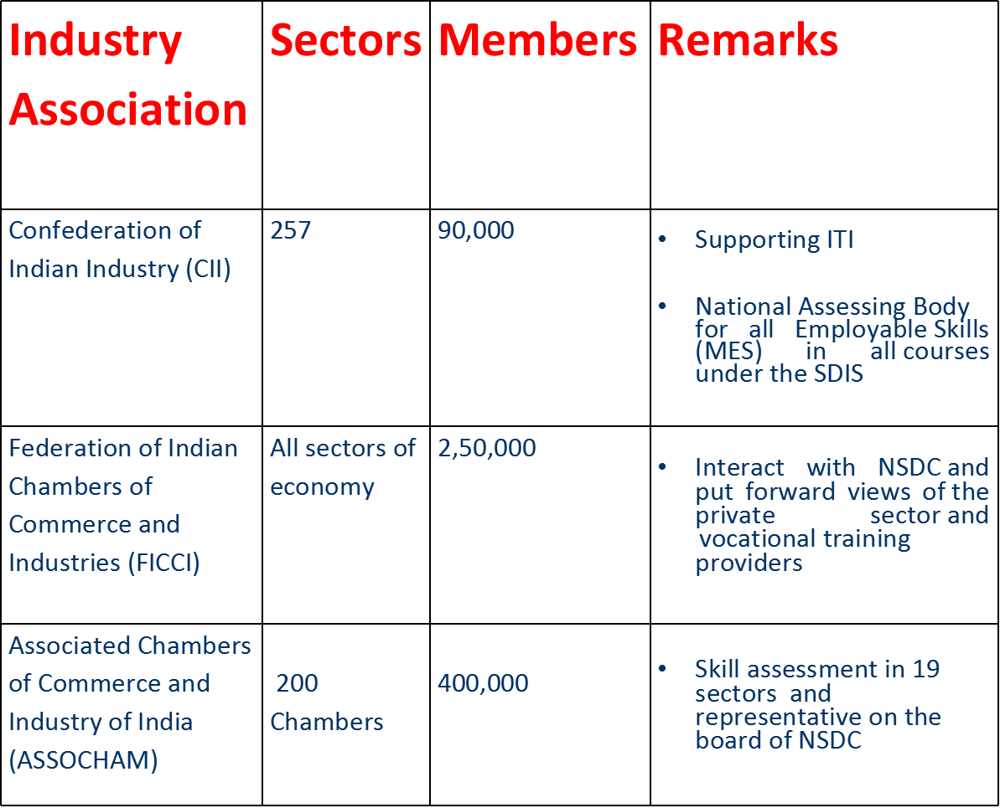 Industry
Association
Sectors
Members
Remarks
Confederation of
Indian Industry (CII)
257
90,000
• Supporting ITI
• National Assessing Body
for all Employable Skills
(MES) in all courses
under the SDIS
Federation of Indian
Chambers of
Commerce and
Industries (FICCI)
All sectors of
economy
2,50,000
• Interact with NSDC and
put forward views of the
private sector and
vocational training
providers
Associated Chambers
of Commerce and
Industry of India
(ASSOCHAM)
200
Chambers
400,000
• Skill assessment in 19
sectors and
representative on the
board of NSDC